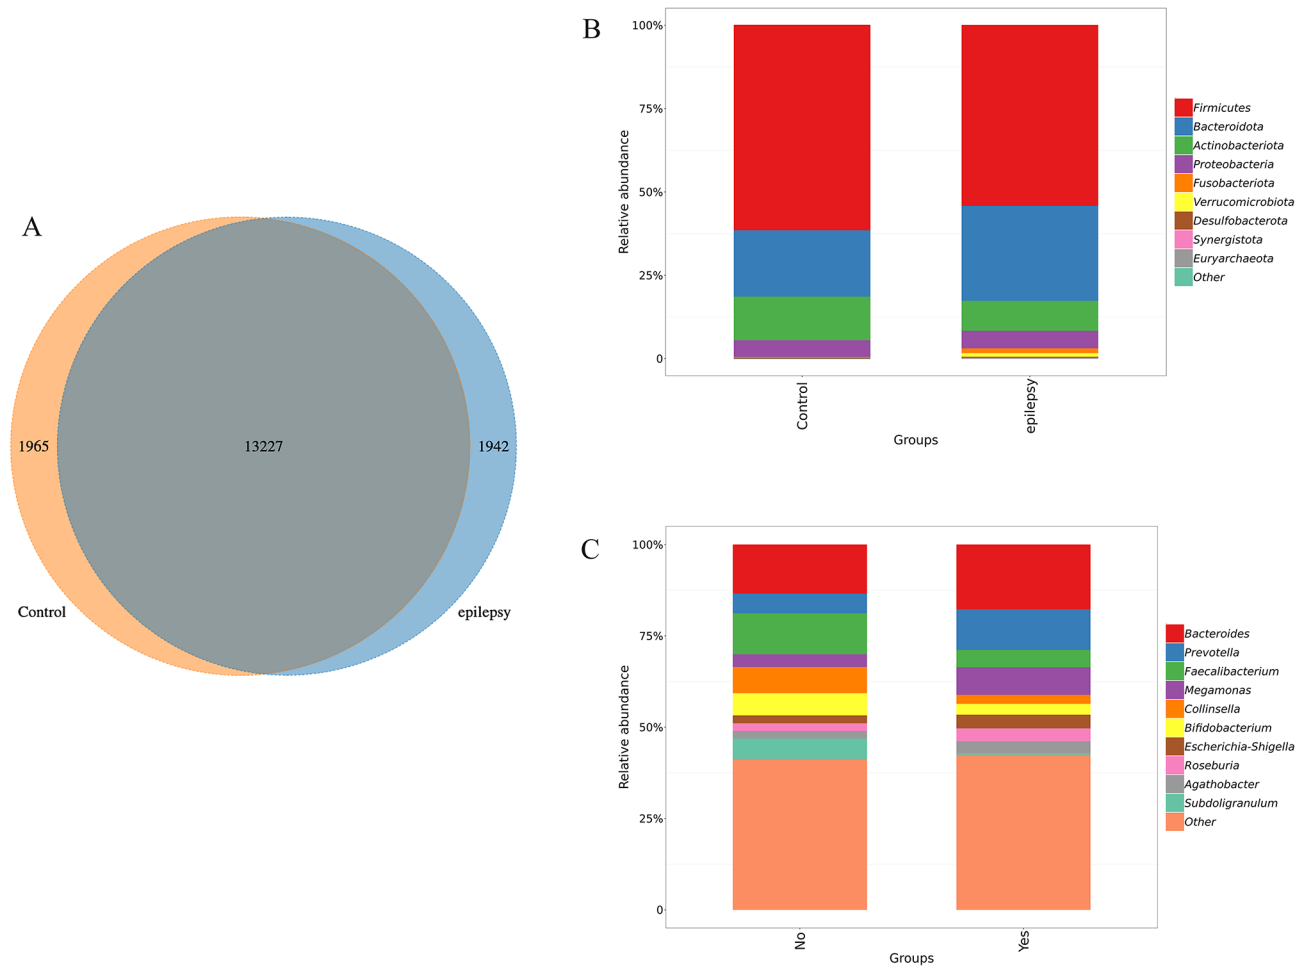 A
1965
13227
1942
Control
epilepsy
B
Relative abundance
100%
75%
50%
25%
0
Control
epilepsy
Groups
Firmicutes
Bacteroidota
Actinobacteriota
Proteobacteria
Fusobacteriota
Verrucomicrobiota
Desulfobacterota
Synergistota
Euryarchaeota
Other
C
Relative abundance
100%
75%
50%
25%
0
No
Yes
Groups
Bacteroides
Prevotella
Faecalibacterium
Megamonas
Collinsella
Bifidobacterium
Escherichia-Shigella
Roseburia
Agathobacter
Subdoligranulum
Other